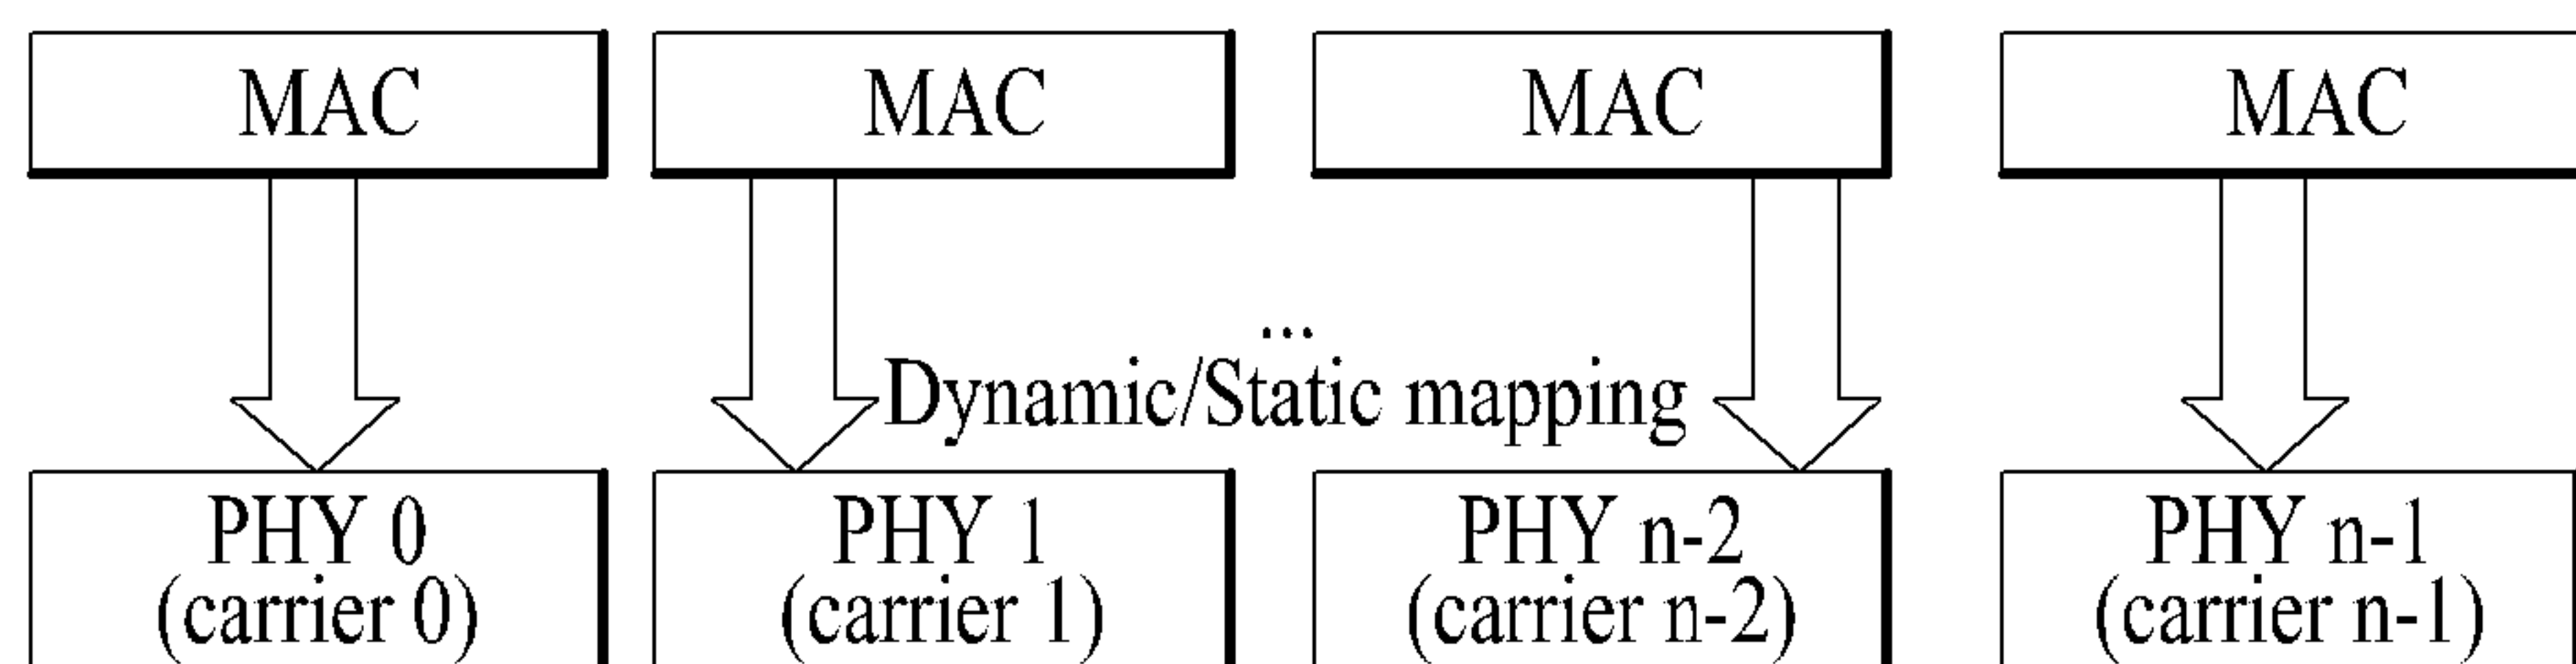 MAC MAC MAC MAC
...
Dynamic/Static mapping
PHY 0 PHY 1 PHY n-2 PHY n-1
(carrier 0) (carrier 1) (carrier n-2) (carrier n-1)